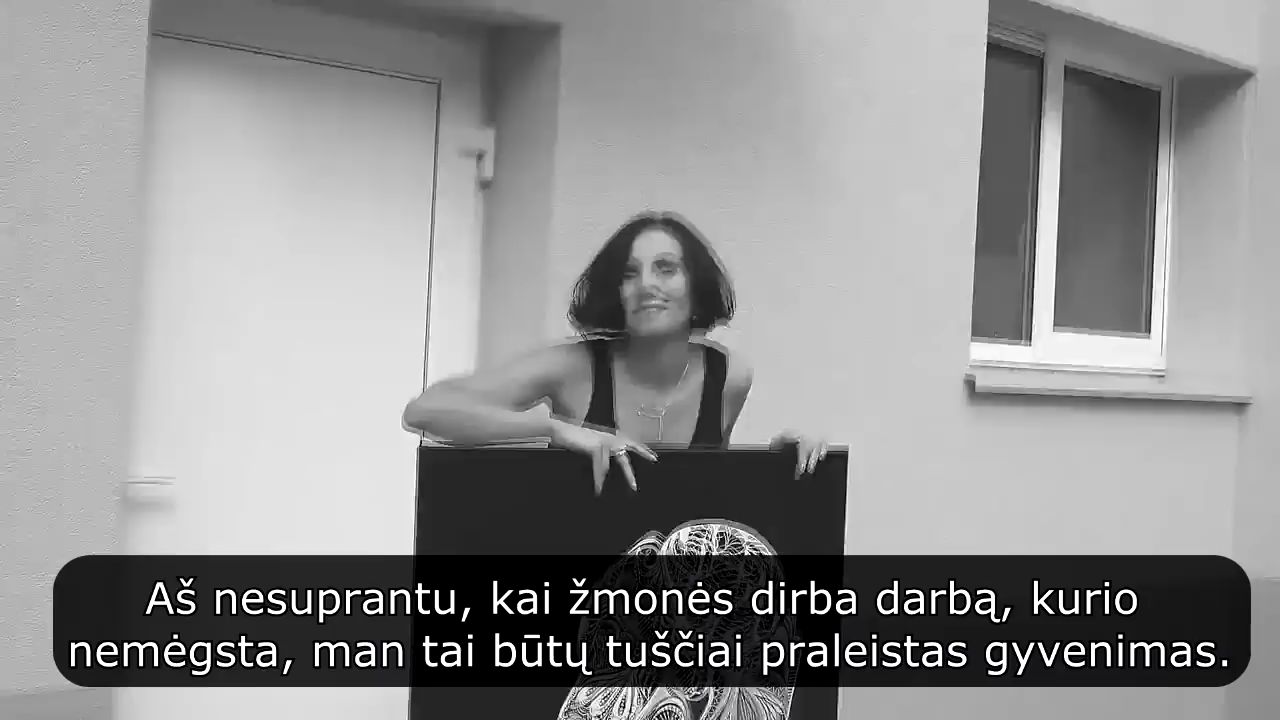 Aš nesuprantu, kai žmonės dirba darbą, kurio
nemėgsta, man tai būtų tuščiai praleistas gyvenimas.